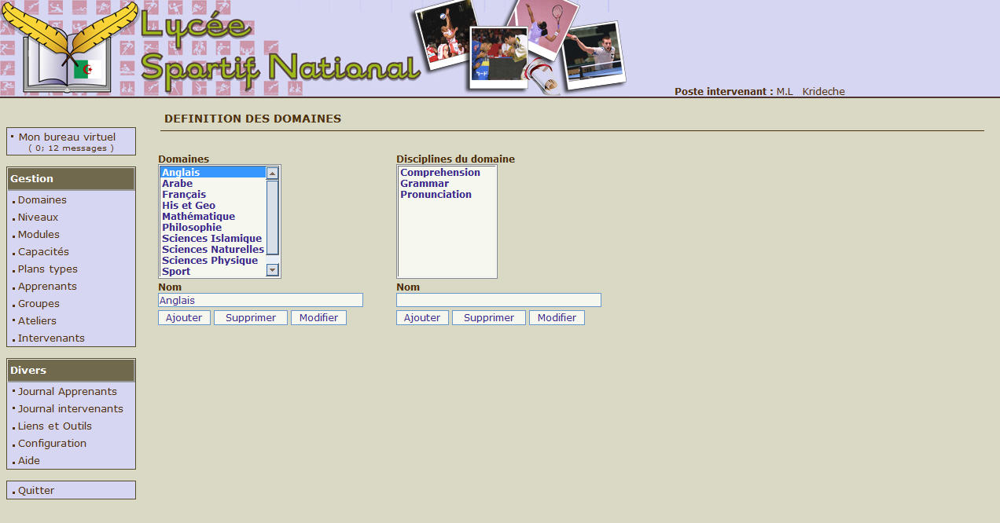 Lycée
Sportif National
Poste intervenant : M.L Krideche
Mon bureau virtuel
( 0; 12 messages )
Gestion
Domaines
Niveaux
Modules
Capacités
Plans types
Apprenants
Groupes
Ateliers
Intervenants
Divers
Journal Apprenants
Journal intervenants
Liens et Outils
Configuration
Aide
Quitter
DEFINITION DES DOMAINES
Domaines
Anglais
Arabe
Français
His et Geo
Mathématique
Philosophie
Sciences Islamique
Sciences Naturelles
Sciences Physique
Sport
Nom
Anglais
Ajouter Supprimer Modifier
Disciplines du domaine
Comprehension
Grammar
Pronunciation
Nom
Ajouter Supprimer Modifier